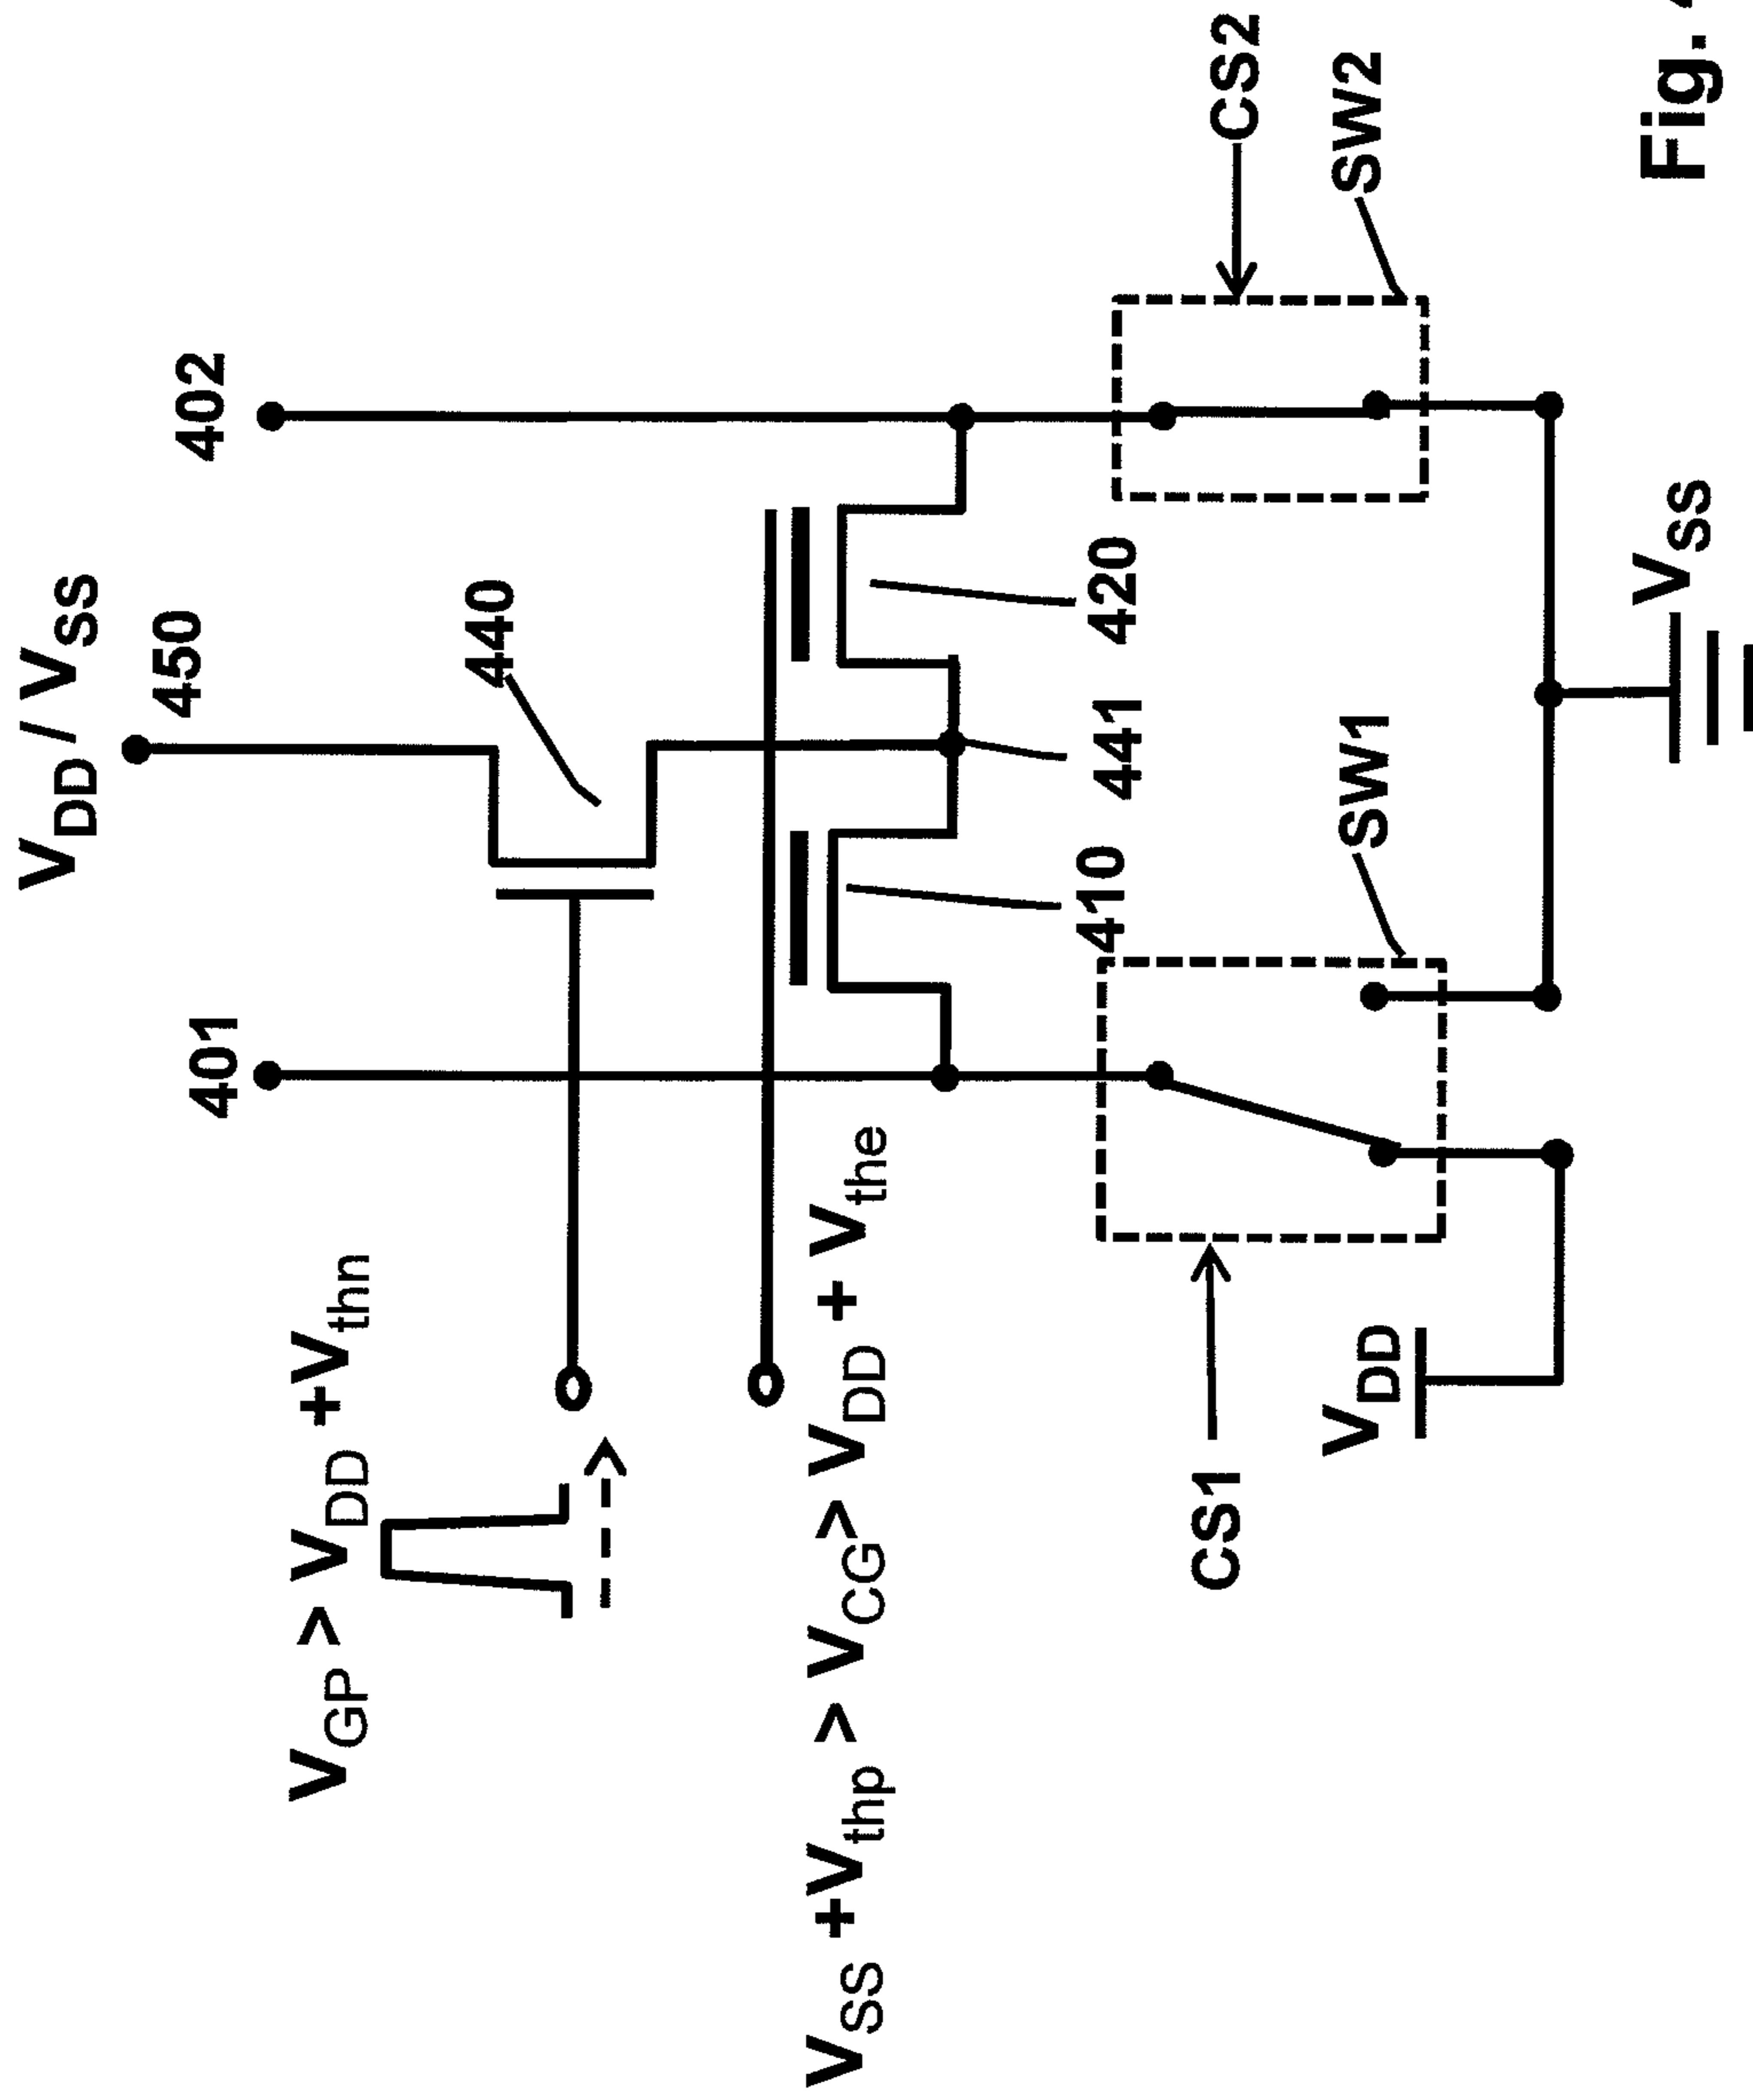 V_DD / V_SS
450
401
402
440
V_GP > V_DD +V_thn
V_SS +V_thp > V_CG > V_DD + V_the
410
441
420
CS1
SW1
CS2
SW2
V_DD
V_SS
Fig.